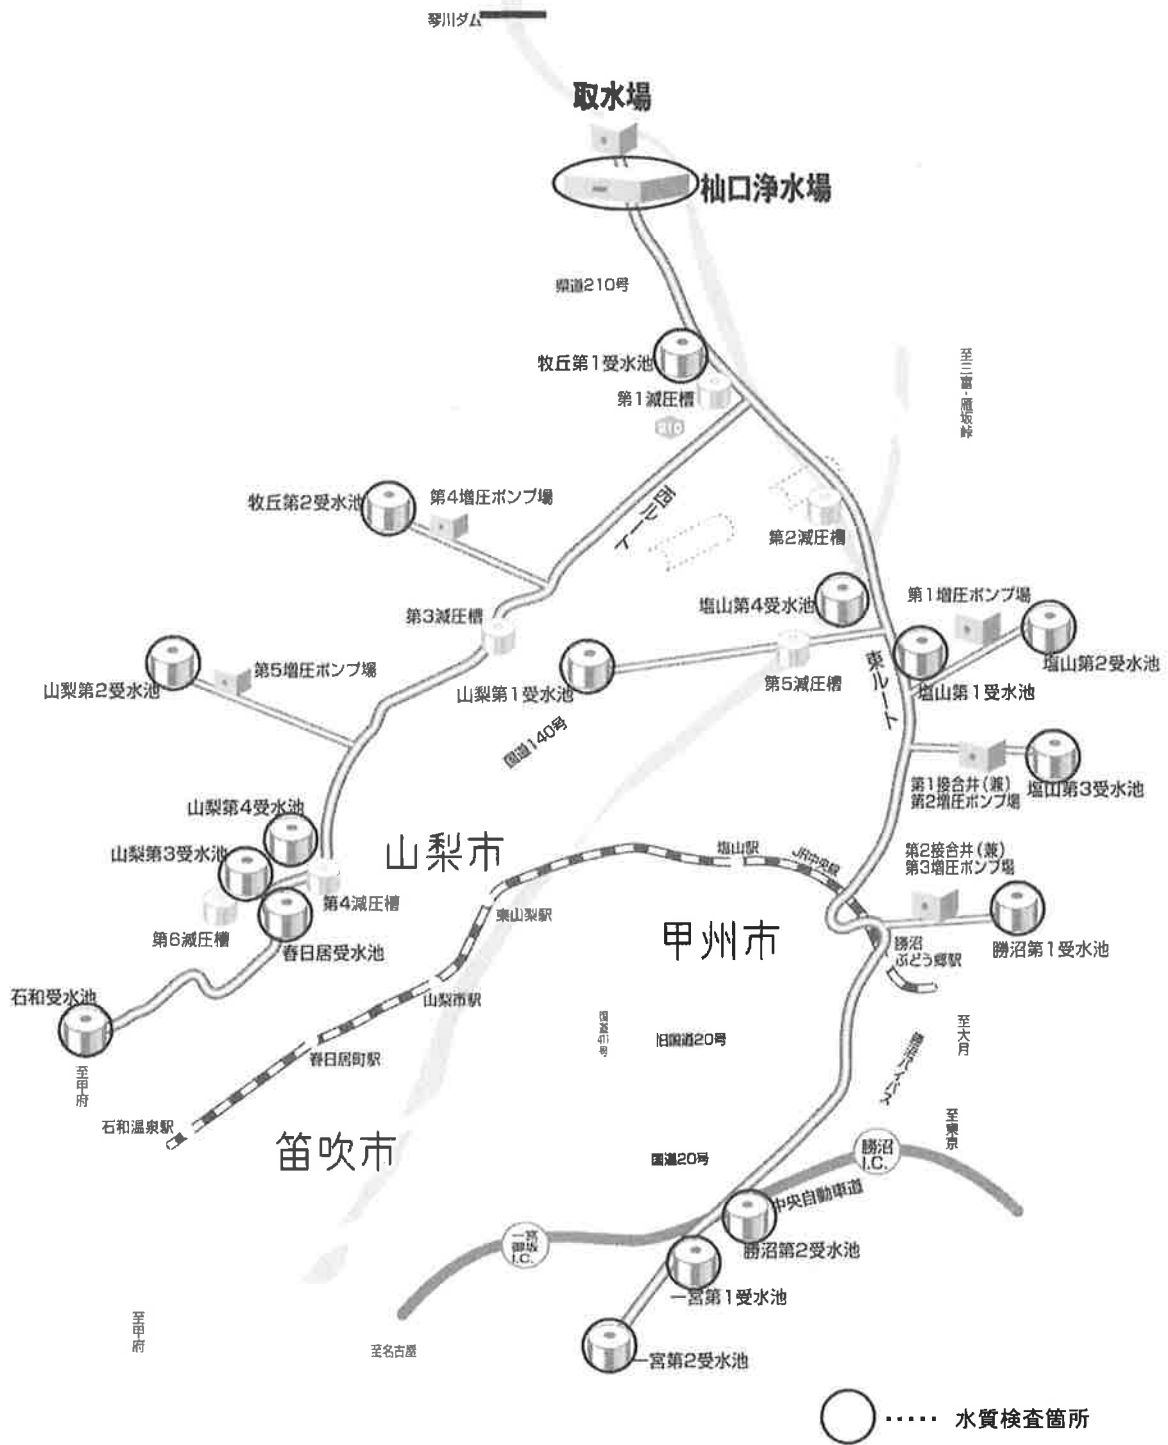 琴川ダム
取水場
杣口浄水場
県道210号
牧丘第1受水池
至三富・雁坂峠
第1減圧槽
210
牧丘第2受水池
第4増圧ポンプ場
西ルート
第2減圧槽
塩山第4受水池
第1増圧ポンプ場
第3減圧槽
塩山第2受水池
山梨第2受水池
第5増圧ポンプ場
山梨第1受水池
第5減圧槽
塩山第1受水池
東ルート
国道140号
第1接合井(兼)
第2増圧ポンプ場
塩山第3受水池
山梨第4受水池
山梨第3受水池
山梨市
塩山駅
JR中央線
第2接合井(兼)
第3増圧ポンプ場
第4減圧槽
東山梨駅
第6減圧槽
甲州市
春日居受水池
勝沼
ぶどう郷駅
勝沼第1受水池
石和受水池
山梨市駅
国道411号
旧国道20号
至大月
春日居町駅
勝沼バイパス
至甲府
石和温泉駅
至東京
笛吹市
国道20号
勝沼
I.C.
中央自動車道
一宮
御坂
I.C.
勝沼第2受水池
一宮第1受水池
至甲府
至名古屋
一宮第2受水池
水質検査箇所